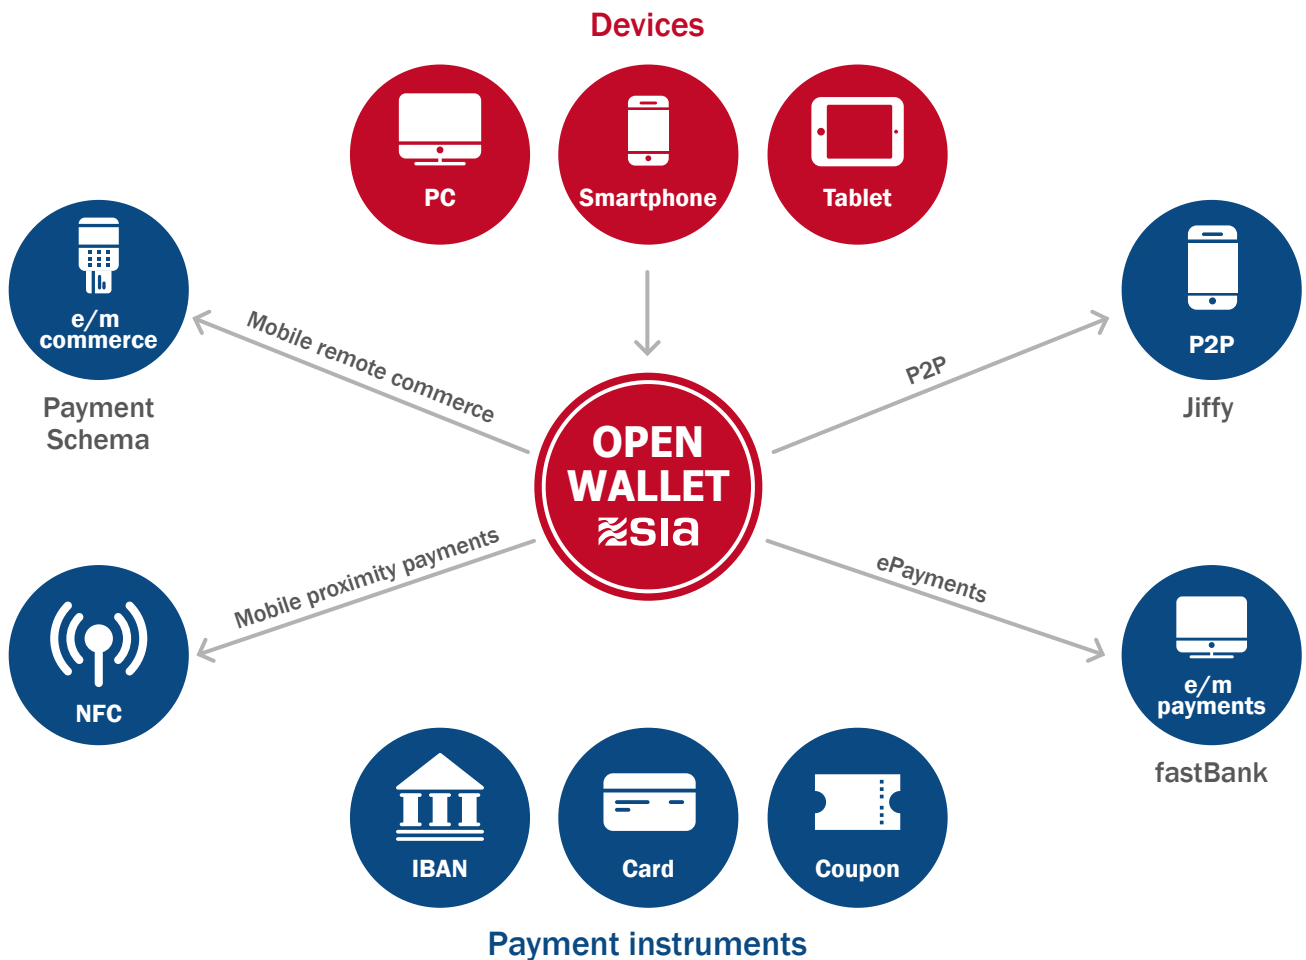 Devices
PC
Smartphone
Tablet
e/m
commerce
Payment
Schema
Mobile remote commerce
P2P
P2P
Jiffy
OPEN
WALLET
sia
Mobile proximity payments
ePayments
NFC
e/m
payments
fastBank
IBAN
Card
Coupon
Payment instruments